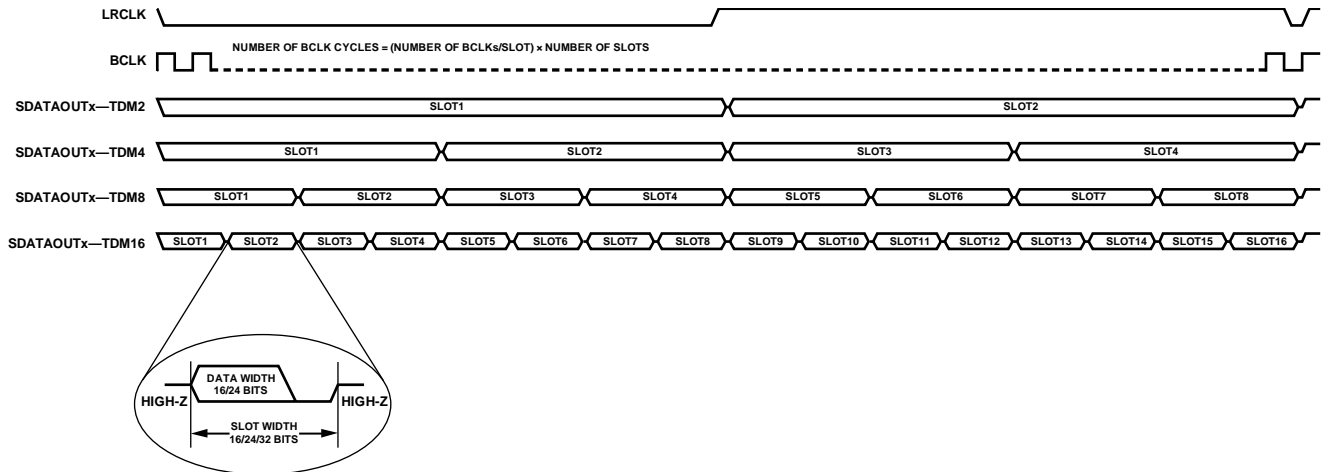 LRCLK
BCLK
NUMBER OF BCLK CYCLES = (NUMBER OF BCLKs/SLOT) × NUMBER OF SLOTS
SDATAOUTx—TDM2
SLOT1 SLOT2
SDATAOUTx—TDM4
SLOT1 SLOT2 SLOT3 SLOT4
SDATAOUTx—TDM8
SLOT1 SLOT2 SLOT3 SLOT4 SLOT5 SLOT6 SLOT7 SLOT8
SDATAOUTx—TDM16
SLOT1 SLOT2 SLOT3 SLOT4 SLOT5 SLOT6 SLOT7 SLOT8 SLOT9 SLOT10 SLOT11 SLOT12 SLOT13 SLOT14 SLOT15 SLOT16
DATA WIDTH
16/24 BITS
HIGH-Z HIGH-Z
SLOT WIDTH
16/24/32 BITS